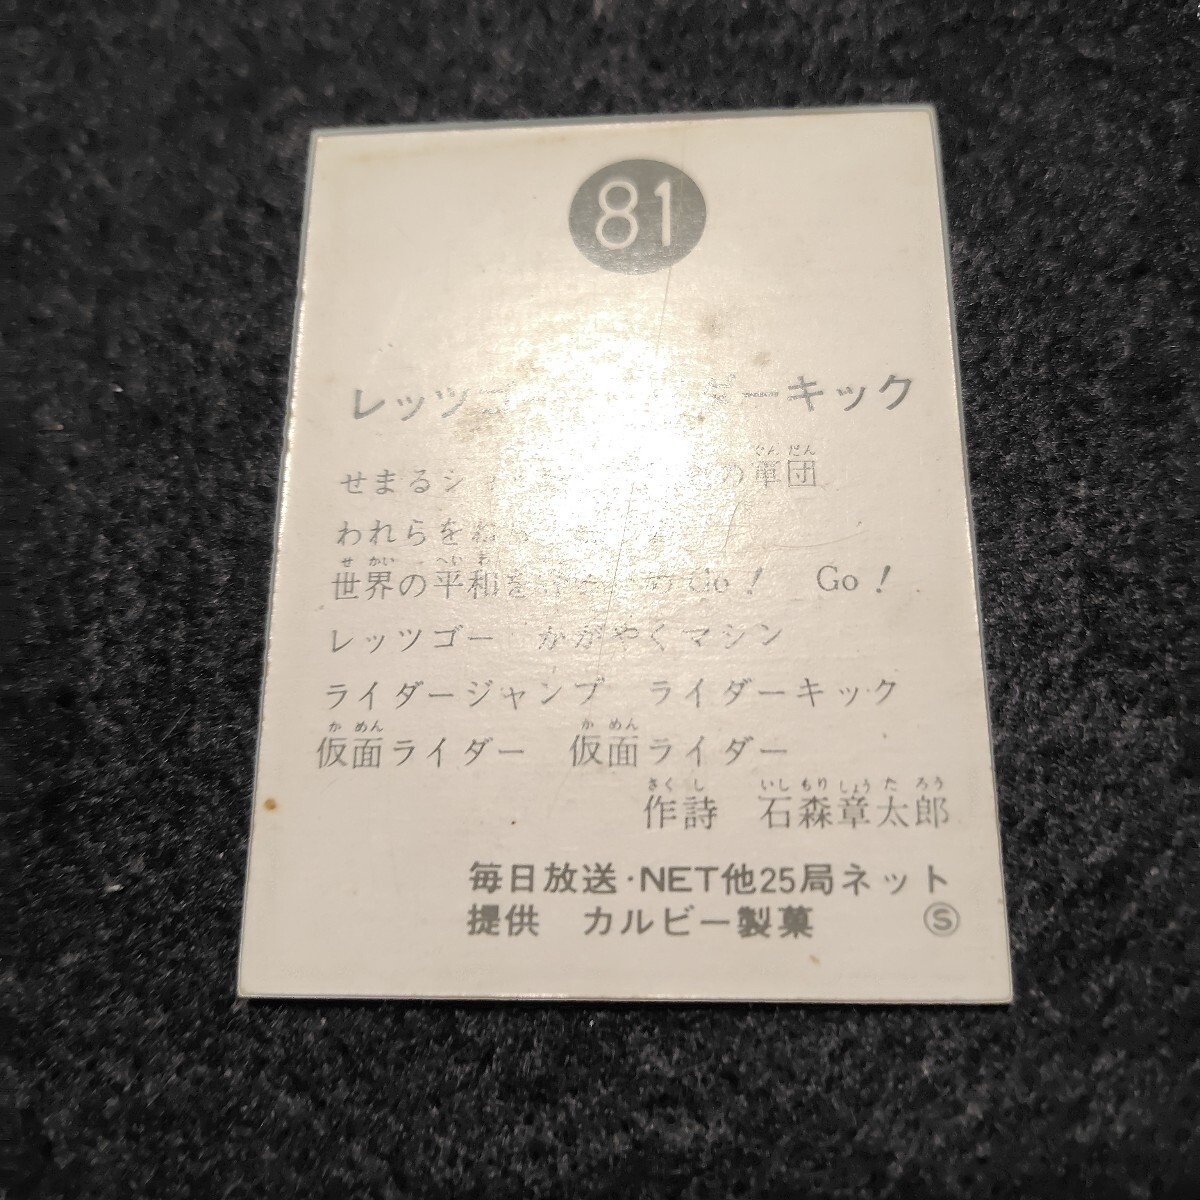 81
レッツ ーキック
せまるショ の軍団
われらをね
世界の平和を Go! Go!
レッツゴー かがやくマシン
ライダージャンプ ライダーキック
仮面ライダー 仮面ライダー
作詩 石森章太郎
毎日放送・NET他25局ネット
提供 カルビー製菓 Ⓢ